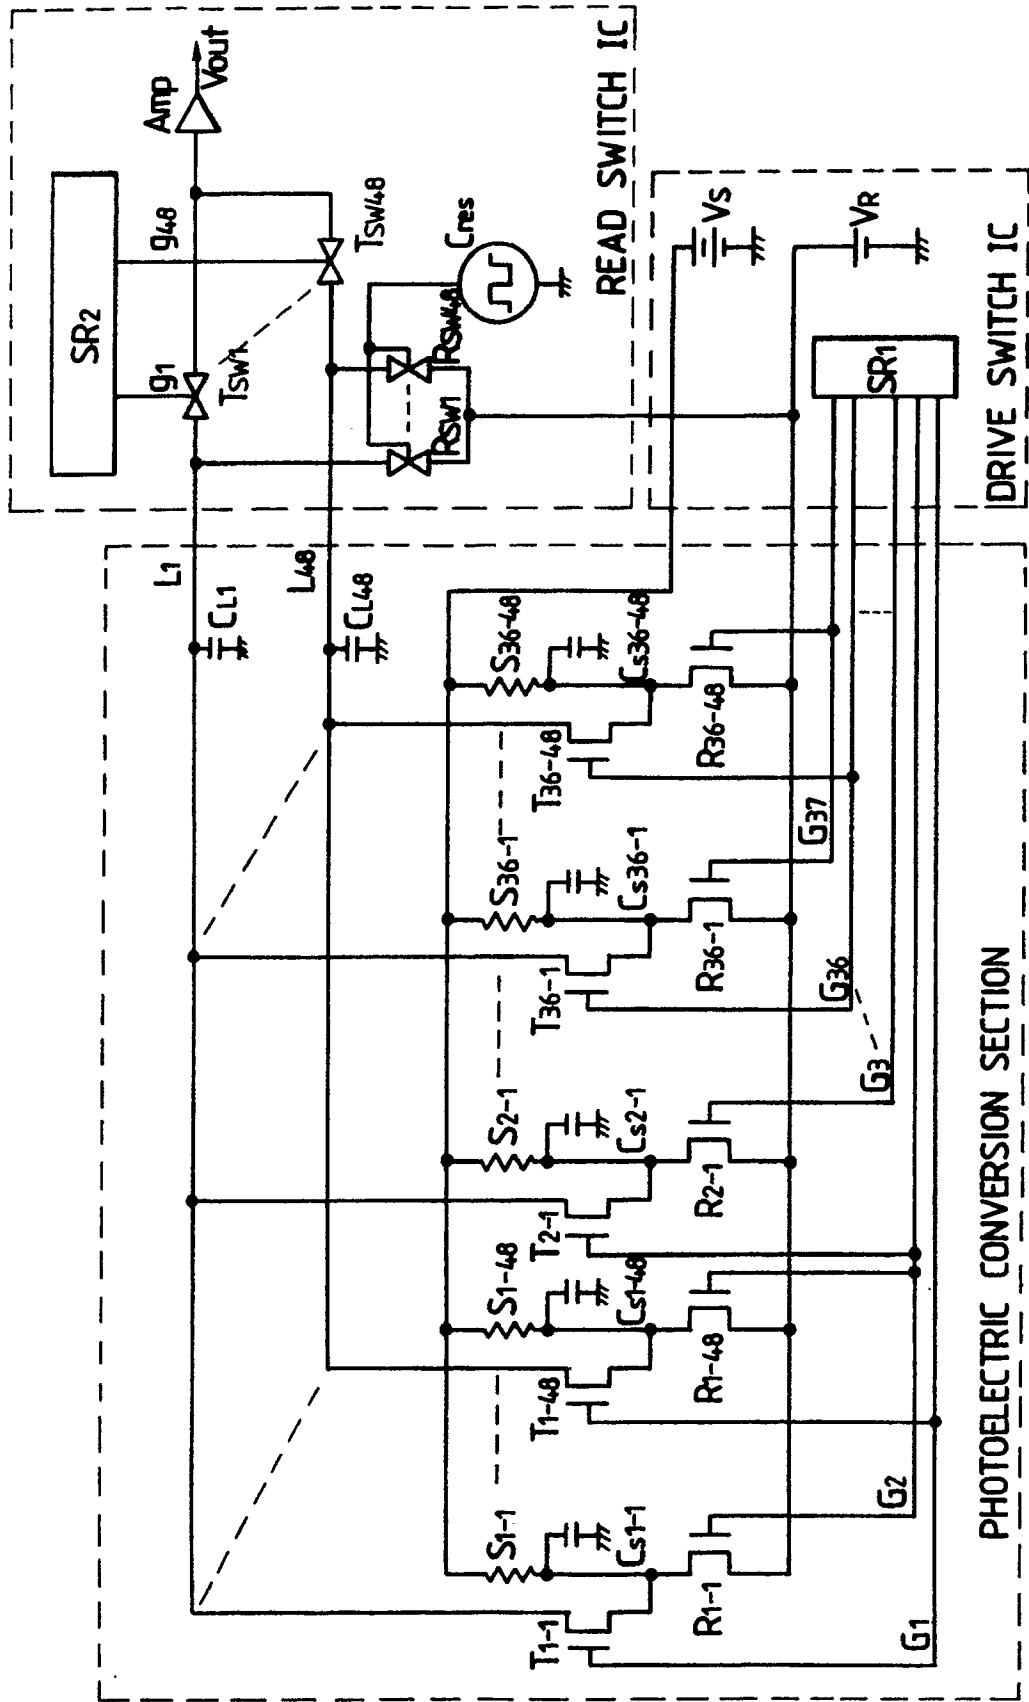 SR2
g1
g48
Amp
Vout
TSW1
TSW48
RSW1
RSW48
Cres
READ SWITCH IC
L1
CL1
L48
CL48
S1-1
S1-48
S2-1
S36-1
S36-48
Cs1-1
Cs1-48
Cs2-1
Cs36-1
Cs36-48
T1-1
T1-48
T2-1
T36-1
T36-48
R1-1
R1-48
R2-1
R36-1
R36-48
G1
G2
G3
G36
G37
PHOTOELECTRIC CONVERSION SECTION
VS
VR
SR1
DRIVE SWITCH IC